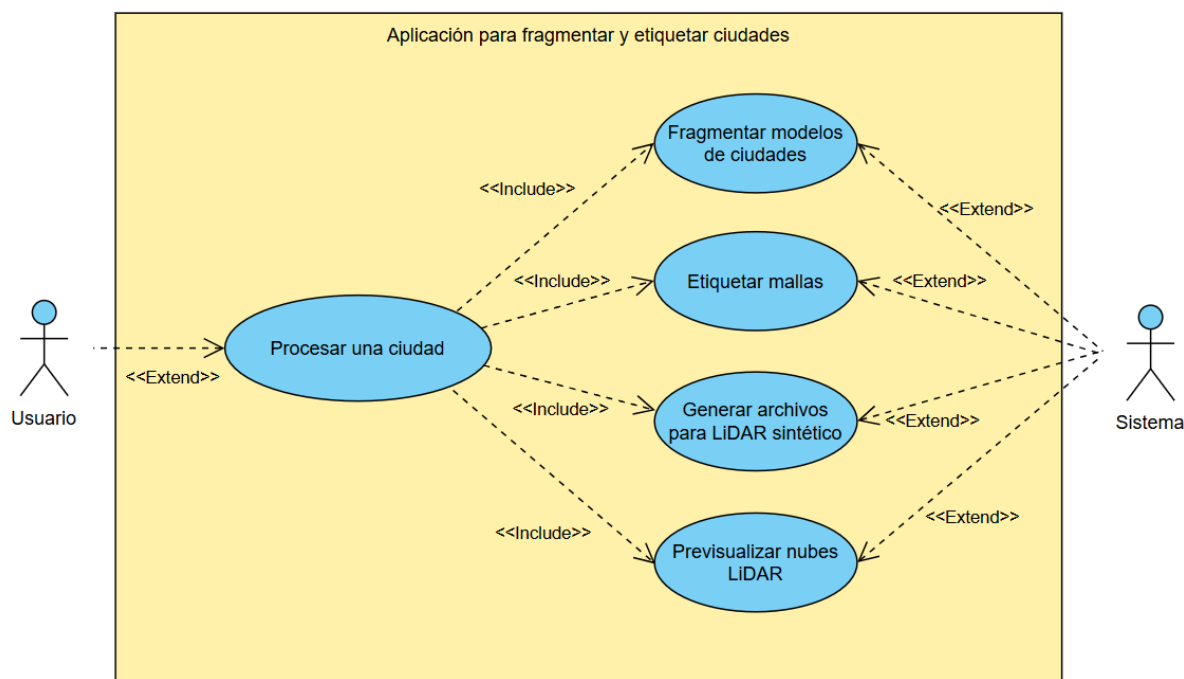 Aplicación para fragmentar y etiquetar ciudades
Fragmentar modelos
de ciudades
<<Include>>
<<Extend>>
Etiquetar mallas
<<Include>>
<<Extend>>
Procesar una ciudad
<<Extend>>
Usuario
Generar archivos
para LiDAR sintético
<<Include>>
<<Extend>>
Sistema
Previsualizar nubes
LiDAR
<<Include>>
<<Extend>>